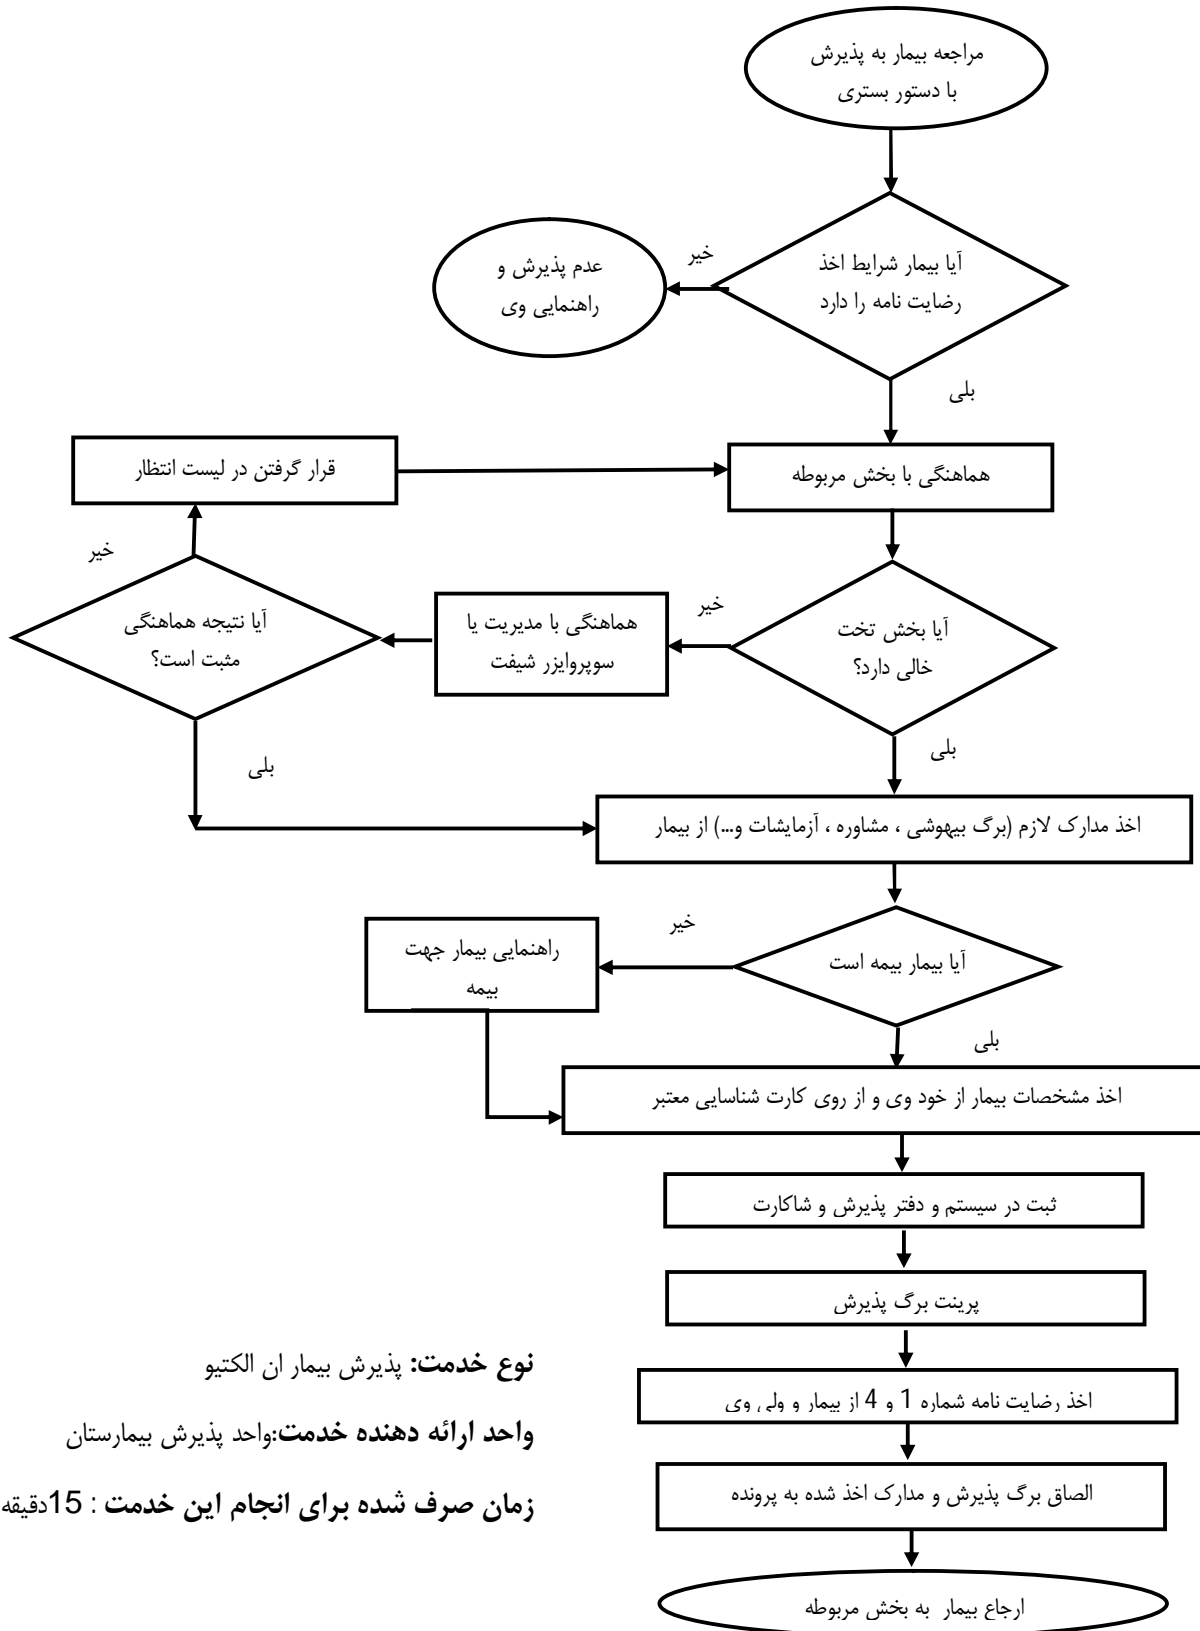 مراجعه بیمار به پذیرش
با دستور بستری
آیا بیمار شرایط اخذ
رضایت نامه را دارد
خیر
عدم پذیرش و
راهنمایی وی
بلی
هماهنگی با بخش مربوطه
قرار گرفتن در لیست انتظار
آیا بخش تخت
خالی دارد؟
خیر
هماهنگی با مدیریت یا
سوپروایزر شیفت
آیا نتیجه هماهنگی
مثبت است؟
خیر
بلی
بلی
اخذ مدارک لازم (برگ بیهوشی ، مشاوره ، آزمایشات و...) از بیمار
آیا بیمار بیمه است
خیر
راهنمایی بیمار جهت
بیمه
بلی
اخذ مشخصات بیمار از خود وی و از روی کارت شناسایی معتبر
ثبت در سیستم و دفتر پذیرش و شاکارت
پرینت برگ پذیرش
اخذ رضایت نامه شماره 1 و 4 از بیمار و ولی وی
الصاق برگ پذیرش و مدارک اخذ شده به پرونده
ارجاع بیمار به بخش مربوطه
نوع خدمت: پذیرش بیمار ان الکتیو
واحد ارائه دهنده خدمت:واحد پذیرش بیمارستان
زمان صرف شده برای انجام این خدمت : 15دقیقه